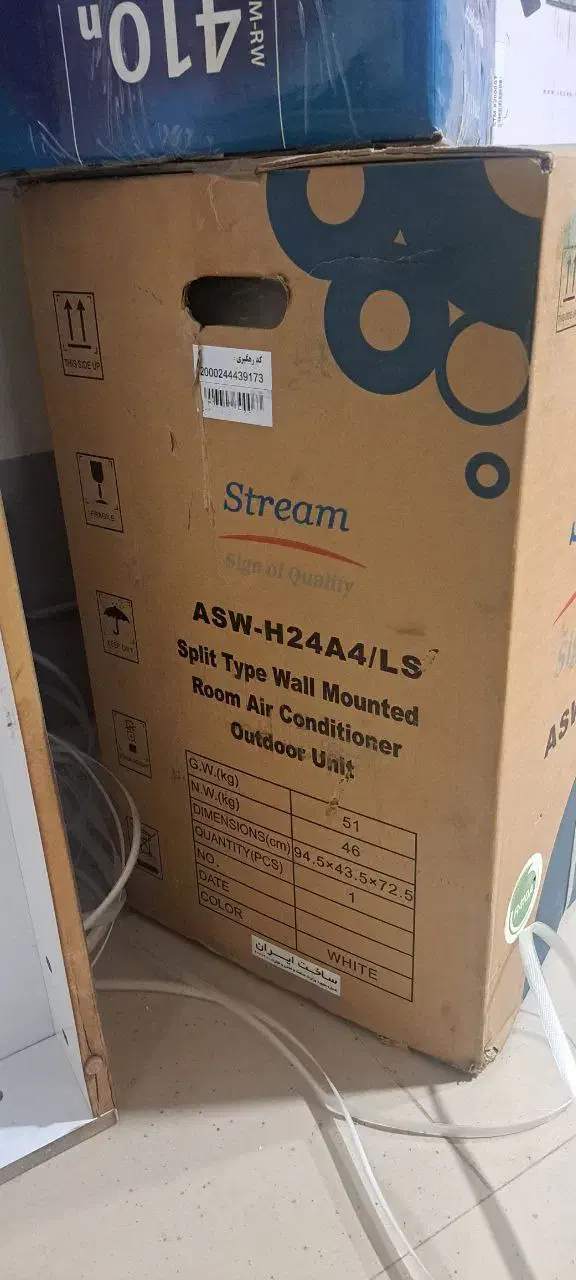 410n
M-RW
THIS SIDE UP
کد رهگیری :
2000244439173
FRAGILE
Stream
Sign of Quality
KEEP DRY
ASW-H24A4/LS
Split Type Wall Mounted
Room Air Conditioner
Outdoor Unit
G.W.(kg) 51
N.W.(kg) 46
DIMENSIONS(cm) 94.5×43.5×72.5
QUANTITY(PCS) 1
NO.
DATE
COLOR WHITE
ساخت ایران
ASW